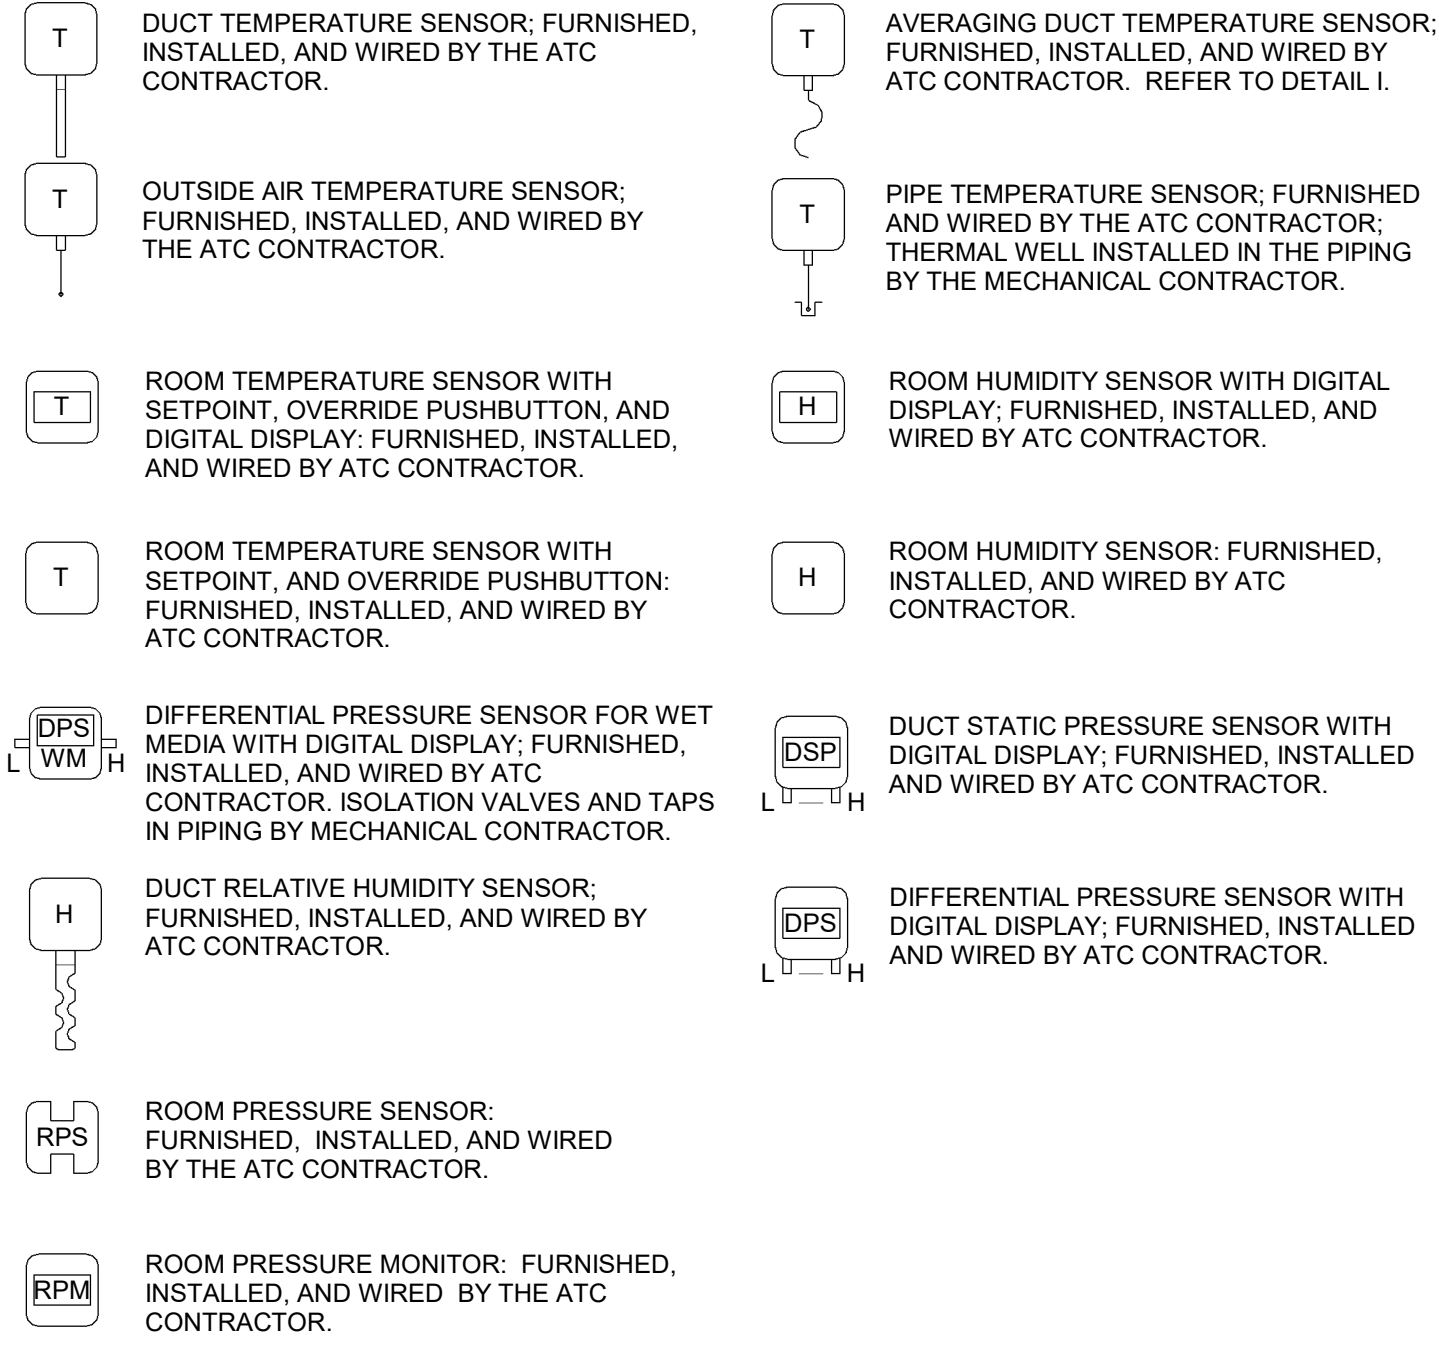 T
DUCT TEMPERATURE SENSOR; FURNISHED,
INSTALLED, AND WIRED BY THE ATC
CONTRACTOR.
T
AVERAGING DUCT TEMPERATURE SENSOR;
FURNISHED, INSTALLED, AND WIRED BY
ATC CONTRACTOR.  REFER TO DETAIL I.
T
OUTSIDE AIR TEMPERATURE SENSOR;
FURNISHED, INSTALLED, AND WIRED BY
THE ATC CONTRACTOR.
T
PIPE TEMPERATURE SENSOR; FURNISHED
AND WIRED BY THE ATC CONTRACTOR;
THERMAL WELL INSTALLED IN THE PIPING
BY THE MECHANICAL CONTRACTOR.
T
ROOM TEMPERATURE SENSOR WITH
SETPOINT, OVERRIDE PUSHBUTTON, AND
DIGITAL DISPLAY: FURNISHED, INSTALLED,
AND WIRED BY ATC CONTRACTOR.
H
ROOM HUMIDITY SENSOR WITH DIGITAL
DISPLAY; FURNISHED, INSTALLED, AND
WIRED BY ATC CONTRACTOR.
T
ROOM TEMPERATURE SENSOR WITH
SETPOINT, AND OVERRIDE PUSHBUTTON:
FURNISHED, INSTALLED, AND WIRED BY
ATC CONTRACTOR.
H
ROOM HUMIDITY SENSOR: FURNISHED,
INSTALLED, AND WIRED BY ATC
CONTRACTOR.
DPS
L WM H
DIFFERENTIAL PRESSURE SENSOR FOR WET
MEDIA WITH DIGITAL DISPLAY; FURNISHED,
INSTALLED, AND WIRED BY ATC
CONTRACTOR. ISOLATION VALVES AND TAPS
IN PIPING BY MECHANICAL CONTRACTOR.
DSP
L H
DUCT STATIC PRESSURE SENSOR WITH
DIGITAL DISPLAY; FURNISHED, INSTALLED
AND WIRED BY ATC CONTRACTOR.
H
DUCT RELATIVE HUMIDITY SENSOR;
FURNISHED, INSTALLED, AND WIRED BY
ATC CONTRACTOR.
DPS
L H
DIFFERENTIAL PRESSURE SENSOR WITH
DIGITAL DISPLAY; FURNISHED, INSTALLED
AND WIRED BY ATC CONTRACTOR.
RPS
ROOM PRESSURE SENSOR:
FURNISHED,  INSTALLED, AND WIRED
BY THE ATC CONTRACTOR.
RPM
ROOM PRESSURE MONITOR:  FURNISHED,
INSTALLED, AND WIRED  BY THE ATC
CONTRACTOR.